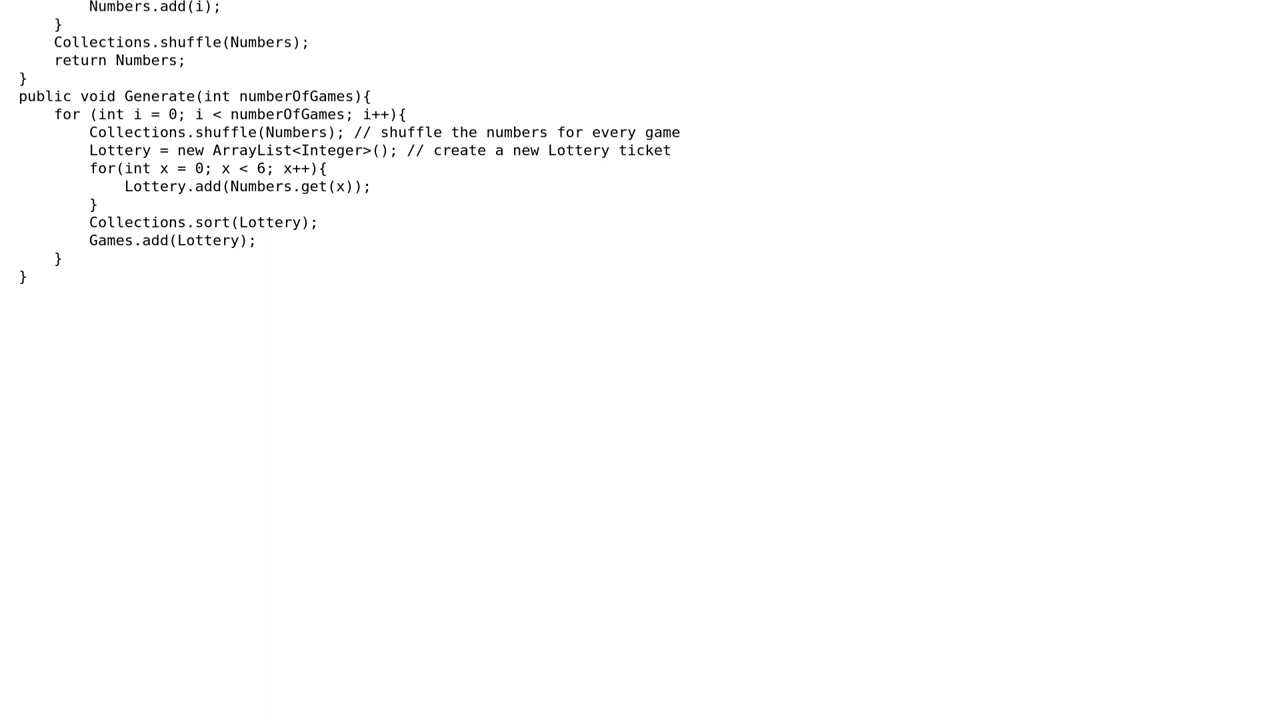 Numbers.add(i);
    }
    Collections.shuffle(Numbers);
    return Numbers;
}
public void Generate(int numberOfGames){
    for (int i = 0; i < numberOfGames; i++){
        Collections.shuffle(Numbers); // shuffle the numbers for every game
        Lottery = new ArrayList<Integer>(); // create a new Lottery ticket
        for(int x = 0; x < 6; x++){
            Lottery.add(Numbers.get(x));
        }
        Collections.sort(Lottery);
        Games.add(Lottery);
    }
}